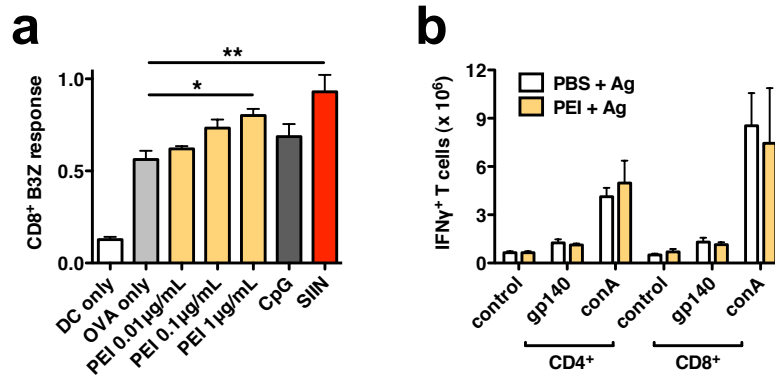 a
**
*
1.0
0.5
0.0
CD8⁺ B3Z response
DC only
OVA only
PEI 0.01µg/mL
PEI 0.1µg/mL
PEI 1µg/mL
CpG
SIIN
b
PBS + Ag
PEI + Ag
12
9
6
3
0
IFNγ⁺ T cells (x 10⁶)
control
gp140
conA
control
gp140
conA
CD4⁺
CD8⁺